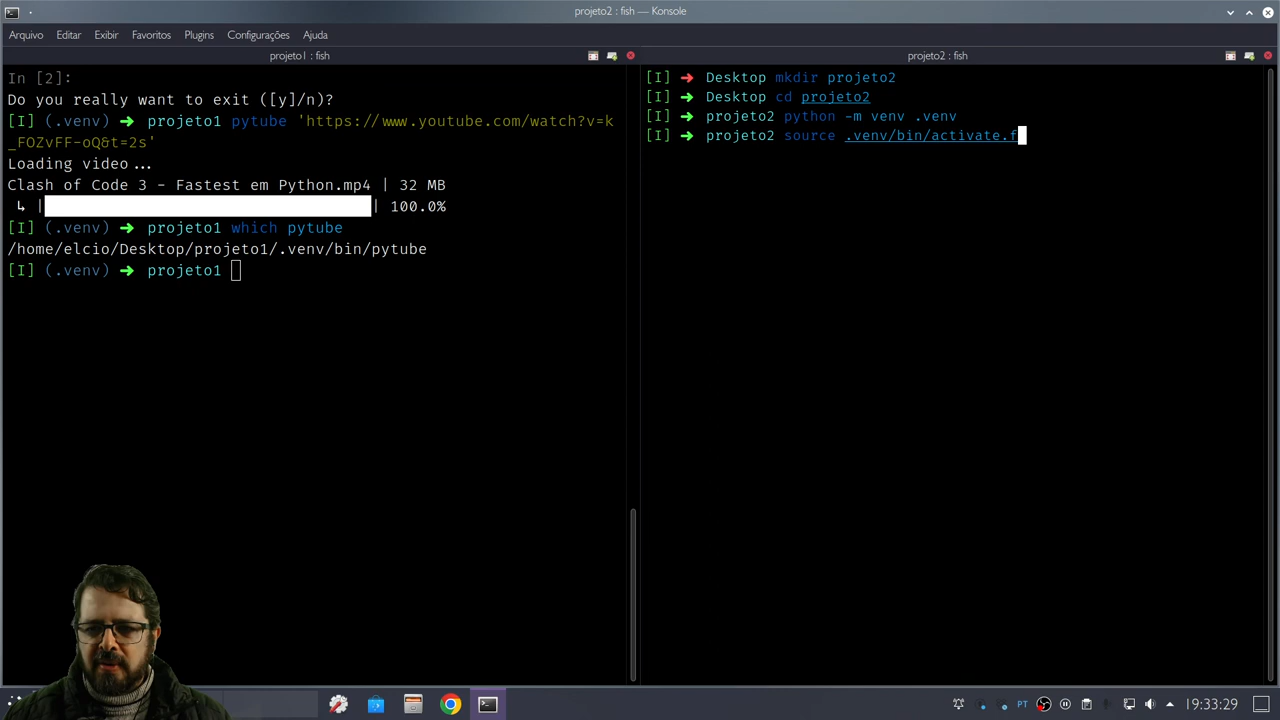 projeto2 : fish — Konsole
Arquivo Editar Exibir Favoritos Plugins Configurações Ajuda
projeto1 : fish
In [2]:
Do you really want to exit ([y]/n)?
[I] (.venv) ➜ projeto1 pytube 'https://www.youtube.com/watch?v=k
_FOZvFF-oQ&t=2s'
Loading video...
Clash of Code 3 - Fastest em Python.mp4 | 32 MB
↳ | | 100.0%
[I] (.venv) ➜ projeto1 which pytube
/home/elcio/Desktop/projeto1/.venv/bin/pytube
[I] (.venv) ➜ projeto1
projeto2 : fish
[I] ➜ Desktop mkdir projeto2
[I] ➜ Desktop cd projeto2
[I] ➜ projeto2 python -m venv .venv
[I] ➜ projeto2 source .venv/bin/activate.f
PT
19:33:29